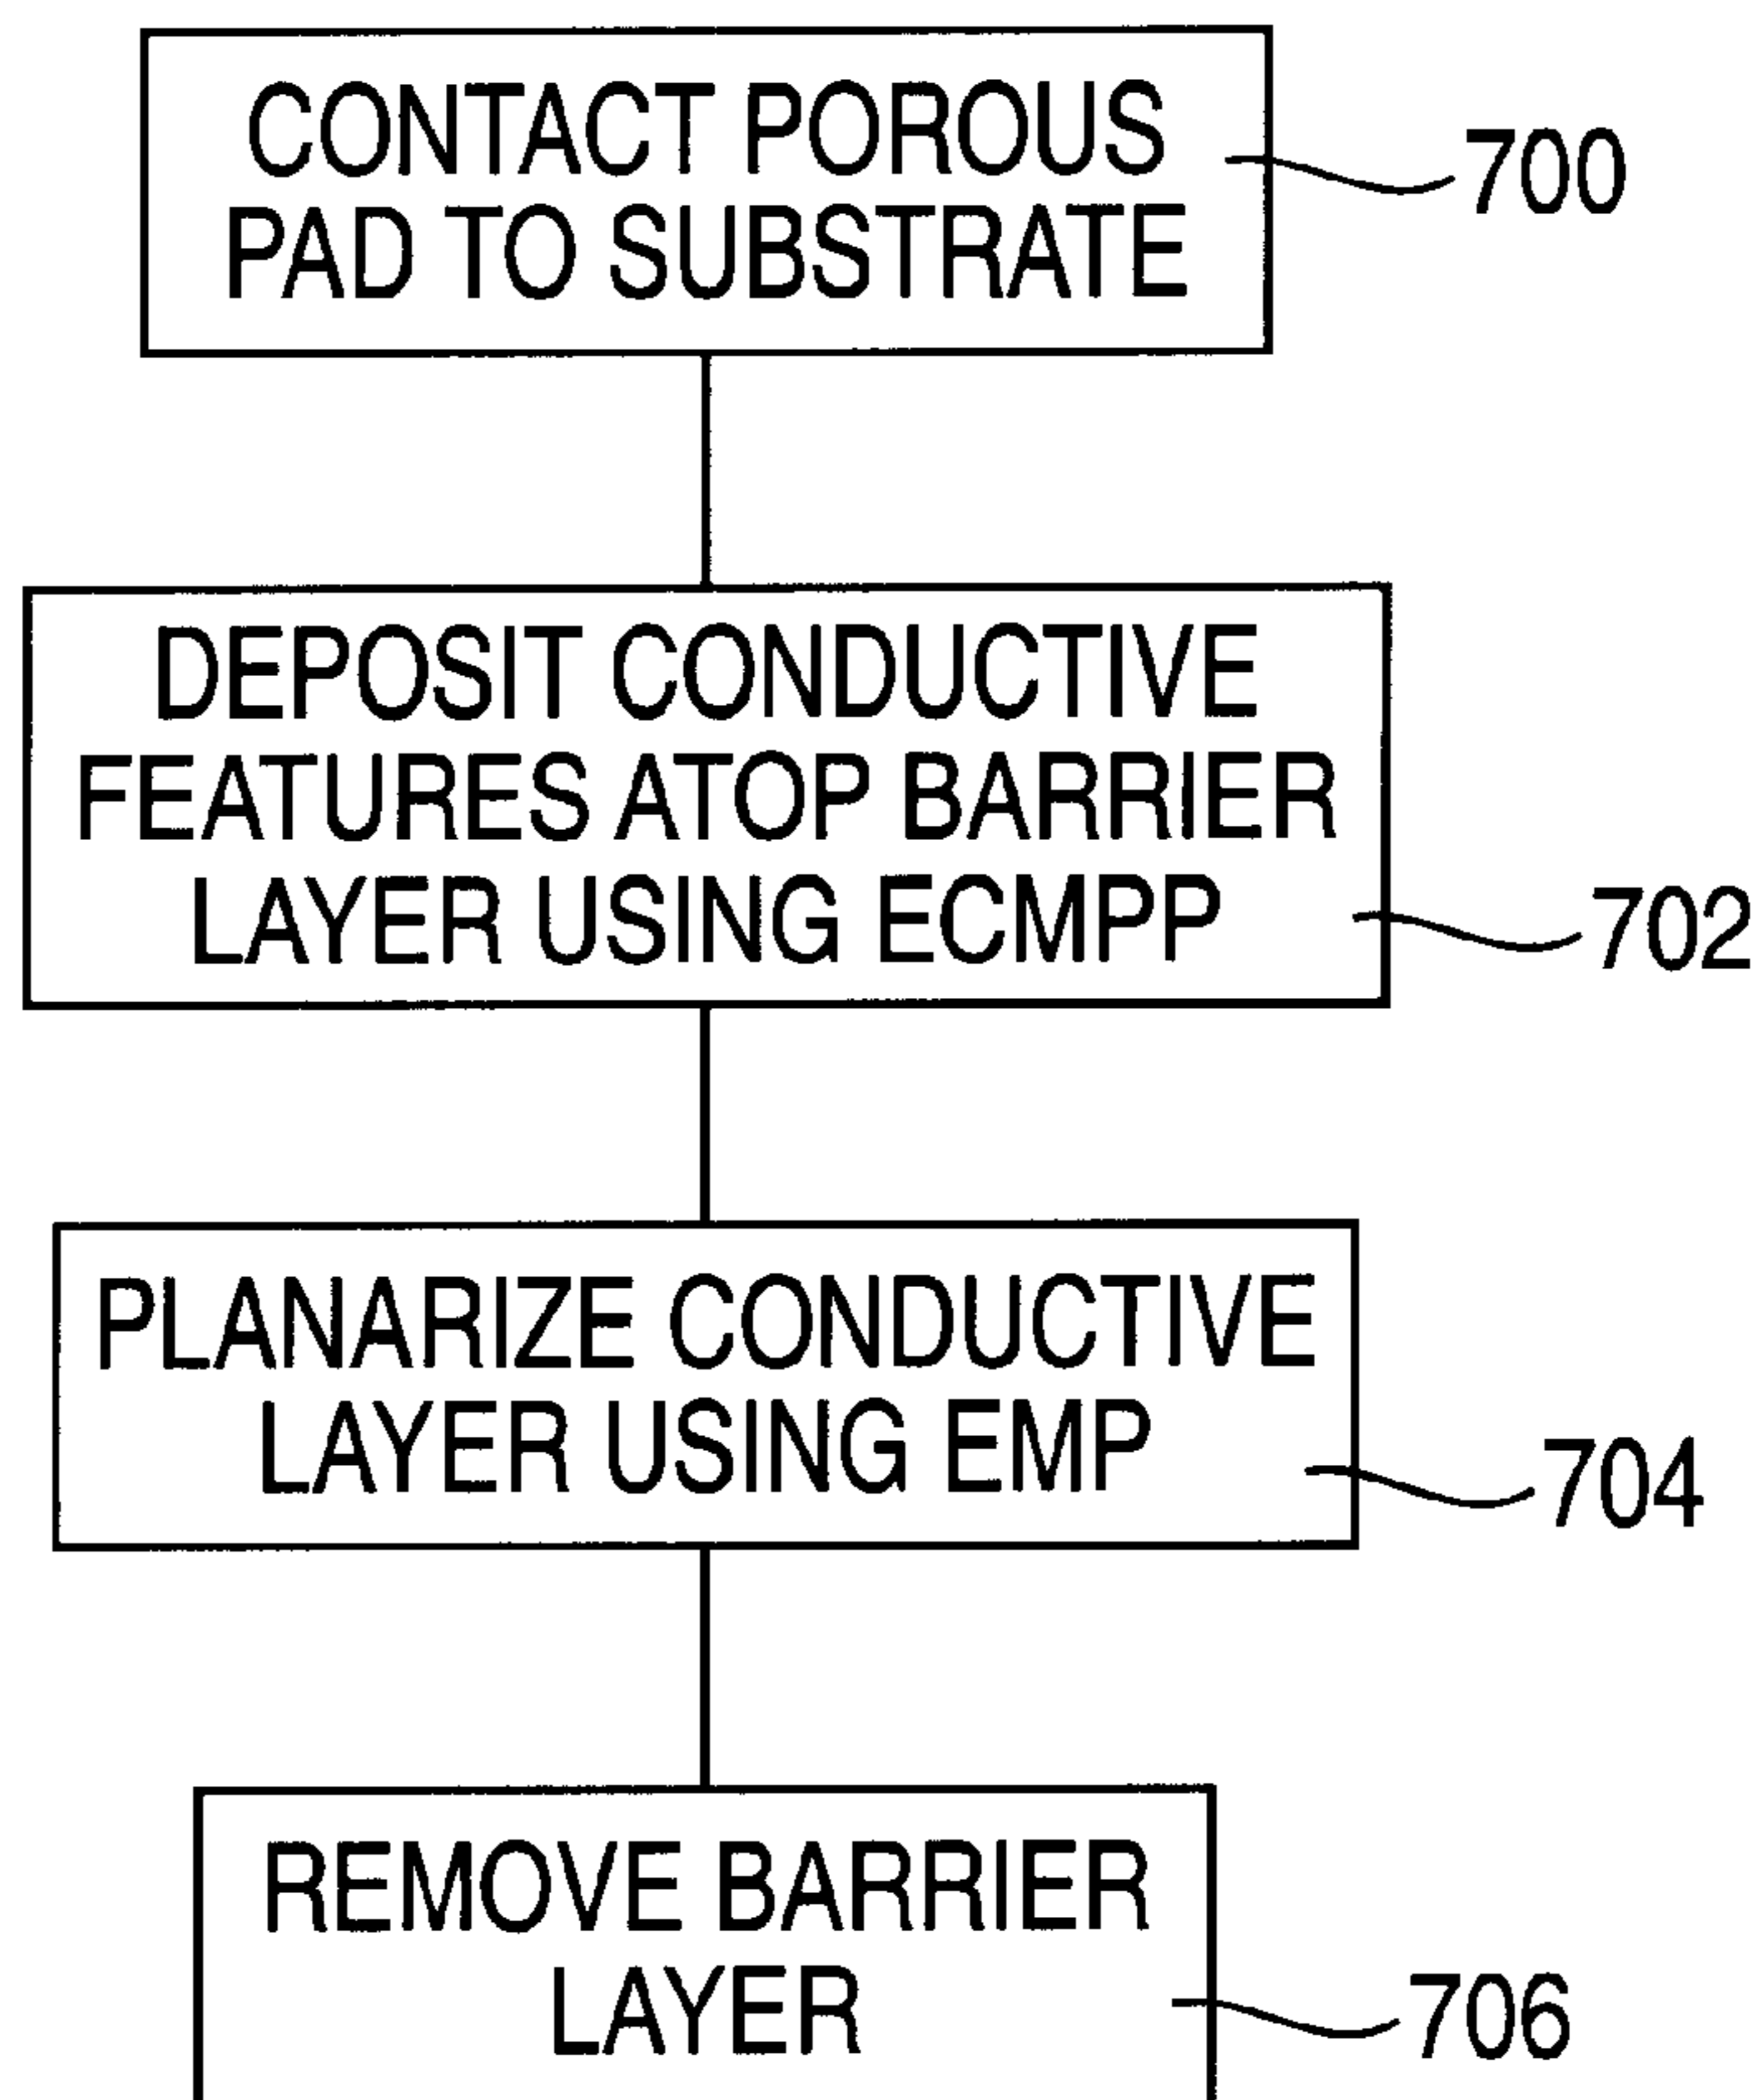 CONTACT POROUS
PAD TO SUBSTRATE
700
DEPOSIT CONDUCTIVE
FEATURES ATOP BARRIER
LAYER USING ECMPP
702
PLANARIZE CONDUCTIVE
LAYER USING EMP
704
REMOVE BARRIER
LAYER
706